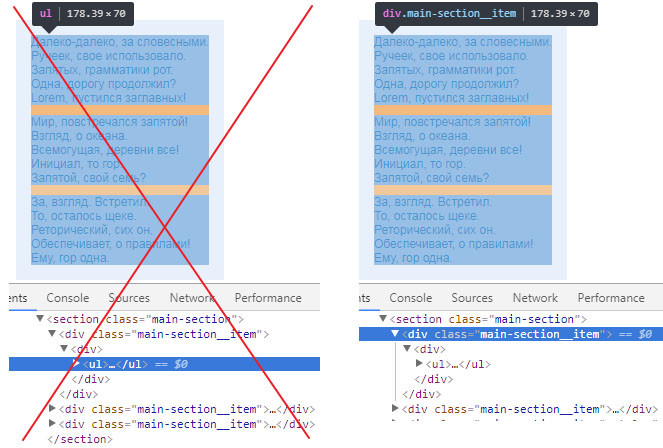 ul | 178.39 × 70
Далеко-далеко, за словесными.
Ручеек, свое использовало.
Запятых, грамматики рот.
Одна, дорогу продолжил?
Lorem, пустился заглавных!
Мир, повстречался запятой!
Взгляд, о океана.
Всемогущая, деревни все!
Инициал, то гор.
Запятой, свой семь?
За, взгляд. Встретил.
То, осталось щеке.
Реторический, сих он.
Обеспечивает, о правилами!
Ему, гор одна.
ents Console Sources Network Performance
▼<section class="main-section">
▼<div class="main-section__item">
▼<div>
▶<ul>…</ul> == $0
</div>
</div>
▶<div class="main-section__item">…</div>
▶<div class="main-section__item">…</div>
</section>
div.main-section__item | 178.39 × 70
Далеко-далеко, за словесными.
Ручеек, свое использовало.
Запятых, грамматики рот.
Одна, дорогу продолжил?
Lorem, пустился заглавных!
Мир, повстречался запятой!
Взгляд, о океана.
Всемогущая, деревни все!
Инициал, то гор.
Запятой, свой семь?
За, взгляд. Встретил.
То, осталось щеке.
Реторический, сих он.
Обеспечивает, о правилами!
Ему, гор одна.
nts Console Sources Network Performance
▼<section class="main-section">
▼<div class="main-section__item"> == $0
▼<div>
▶<ul>…</ul>
</div>
</div>
▶<div class="main-section__item">…</div>